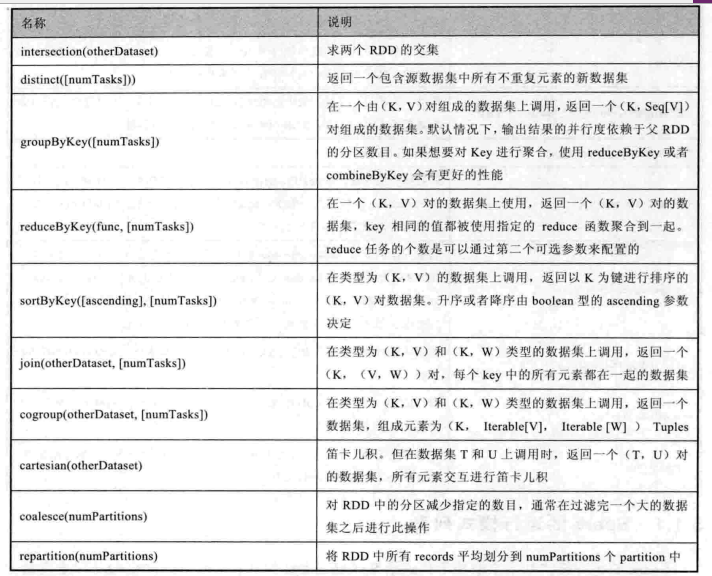 名称 说明
intersection(otherDataset) 求两个 RDD 的交集
distinct([numTasks])) 返回一个包含源数据集中所有不重复元素的新数据集
groupByKey([numTasks])
在一个由（K，V）对组成的数据集上调用，返回一个（K，Seq[V]）
对组成的数据集。默认情况下，输出结果的并行度依赖于父 RDD
的分区数目。如果想要对 Key 进行聚合，使用 reduceByKey 或者
combineByKey 会有更好的性能
reduceByKey(func, [numTasks])
在一个（K，V）对的数据集上使用，返回一个（K，V）对的数
据集，key 相同的值都被使用指定的 reduce 函数聚合到一起。
reduce 任务的个数是可以通过第二个可选参数来配置的
sortByKey([ascending], [numTasks])
在类型为（K，V）的数据集上调用，返回以 K 为键进行排序的
（K，V）对数据集。升序或者降序由 boolean 型的 ascending 参数
决定
join(otherDataset, [numTasks])
在类型为（K，V）和（K，W）类型的数据集上调用，返回一个
（K，（V，W））对，每个 key 中的所有元素都在一起的数据集
cogroup(otherDataset, [numTasks])
在类型为（K，V）和（K，W）类型的数据集上调用，返回一个
数据集，组成元素为（K， Iterable[V]， Iterable [W] ） Tuples
cartesian(otherDataset)
笛卡儿积。但在数据集 T 和 U 上调用时，返回一个（T，U）对
的数据集，所有元素交互进行笛卡儿积
coalesce(numPartitions)
对 RDD 中的分区减少指定的数目，通常在过滤完一个大的数据
集之后进行此操作
repartition(numPartitions) 将 RDD 中所有 records 平均划分到 numPartitions 个 partition 中